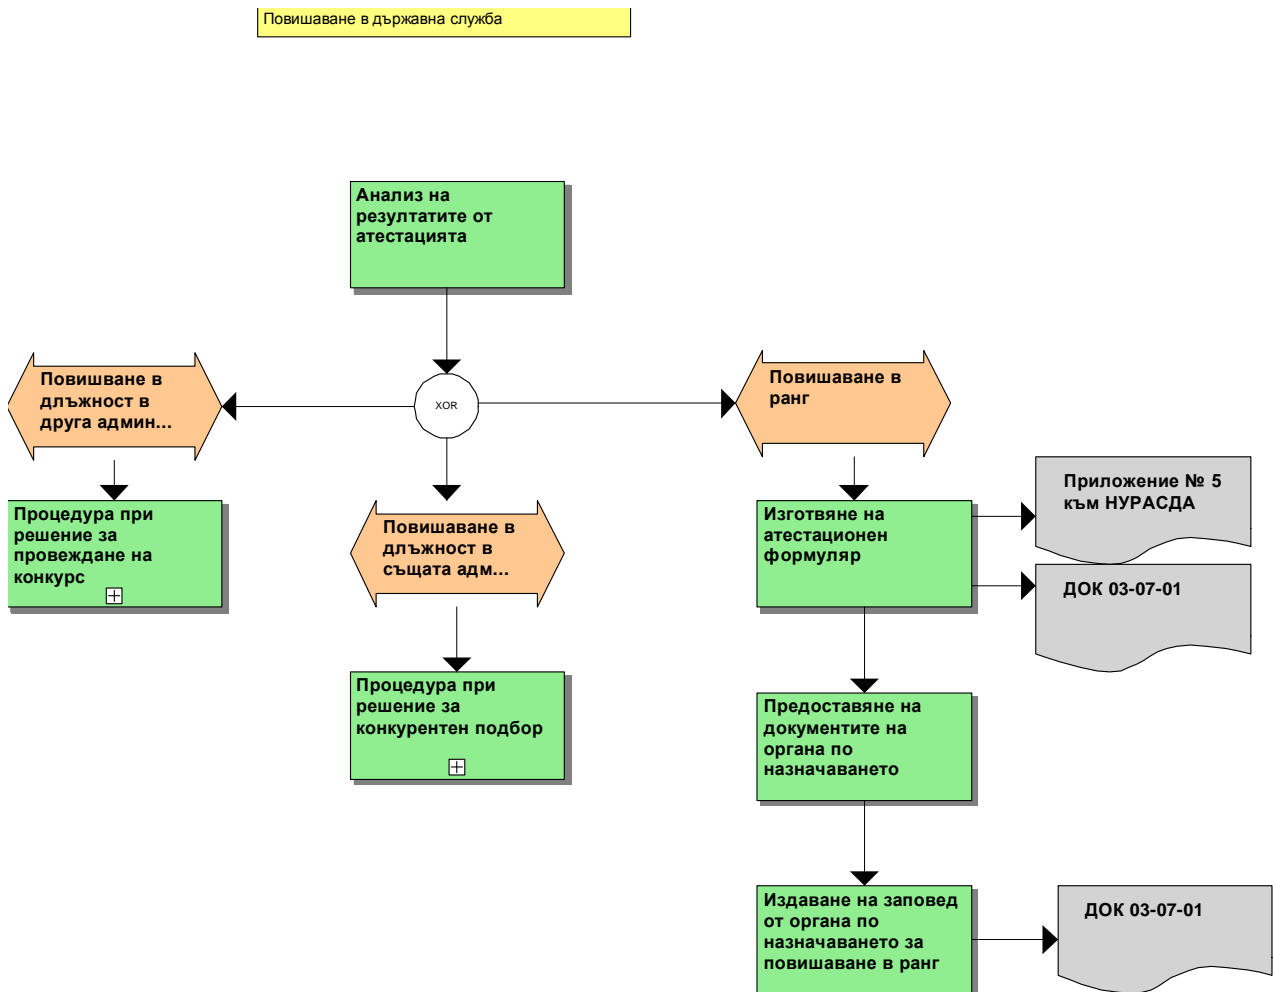 Повишаване в държавна служба
Анализ на
резултатите от
атестацията
Повишване в
длъжност в
друга админ...
XOR
Повишаване в
ранг
Процедура при
решение за
провеждане на
конкурс
Повишаване в
длъжност в
същата адм...
Изготвяне на
атестационен
формуляр
Приложение № 5
към НУРАСДА
ДОК 03-07-01
Процедура при
решение за
конкурентен подбор
Предоставяне на
документите на
органа по
назначаването
Издаване на заповед
от органа по
назначаването за
повишаване в ранг
ДОК 03-07-01